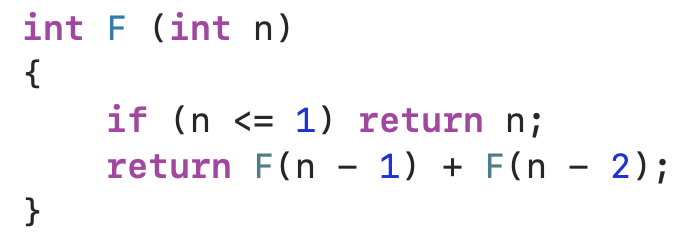 int F (int n)
{
    if (n <= 1) return n;
    return F(n - 1) + F(n - 2);
}